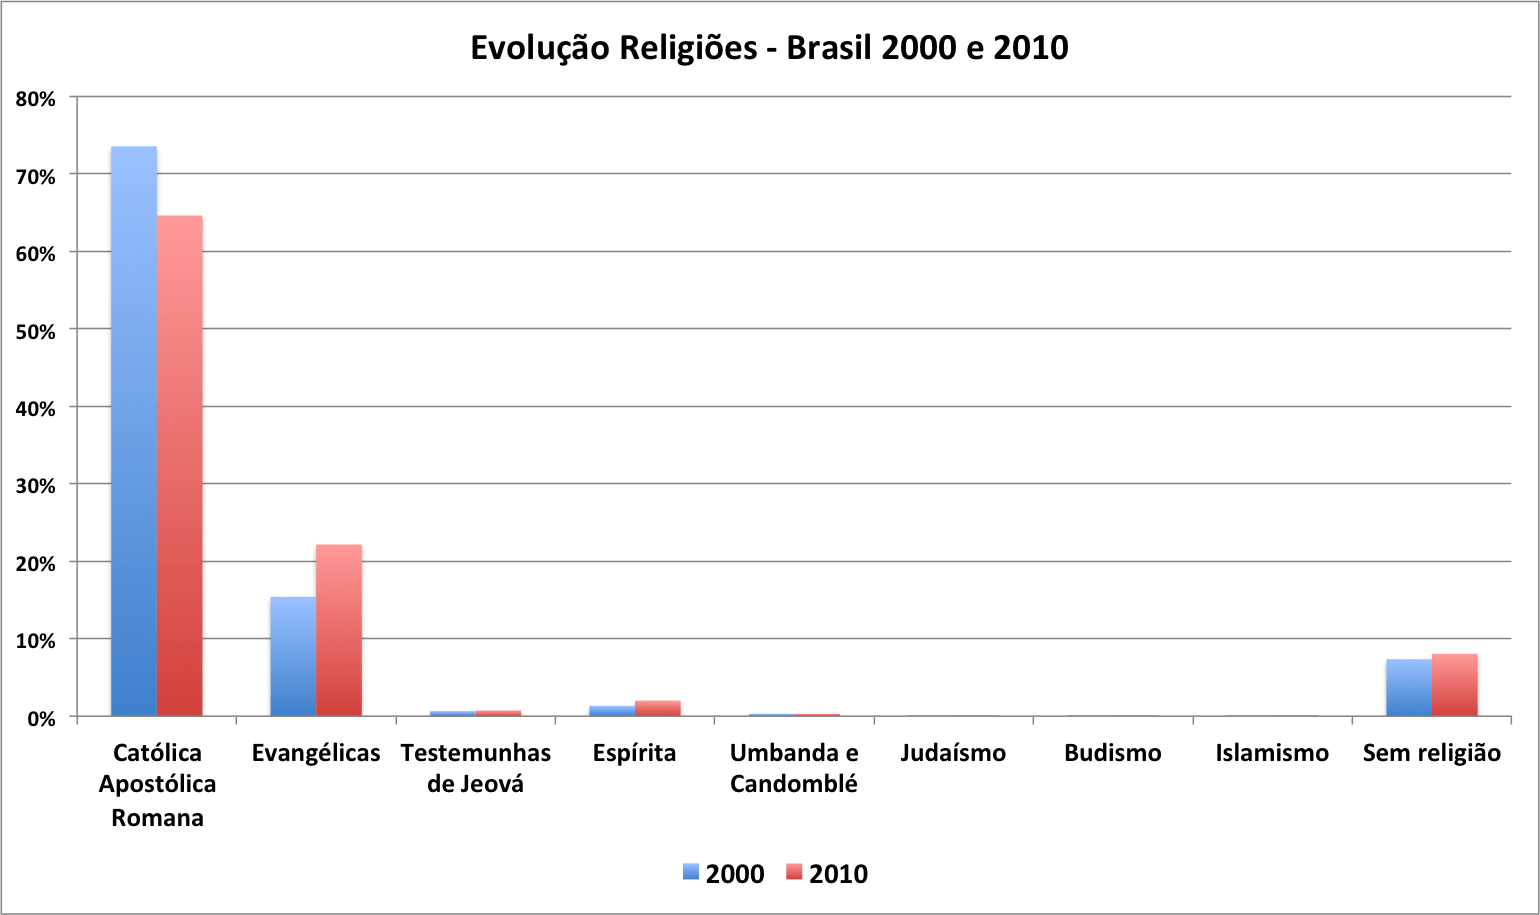 Evolução Religiões - Brasil 2000 e 2010
80%
70%
60%
50%
40%
30%
20%
10%
0%
Católica
Apostólica
Romana
Evangélicas
Testemunhas
de Jeová
Espírita
Umbanda e
Candomblé
Judaísmo
Budismo
Islamismo
Sem religião
2000
2010